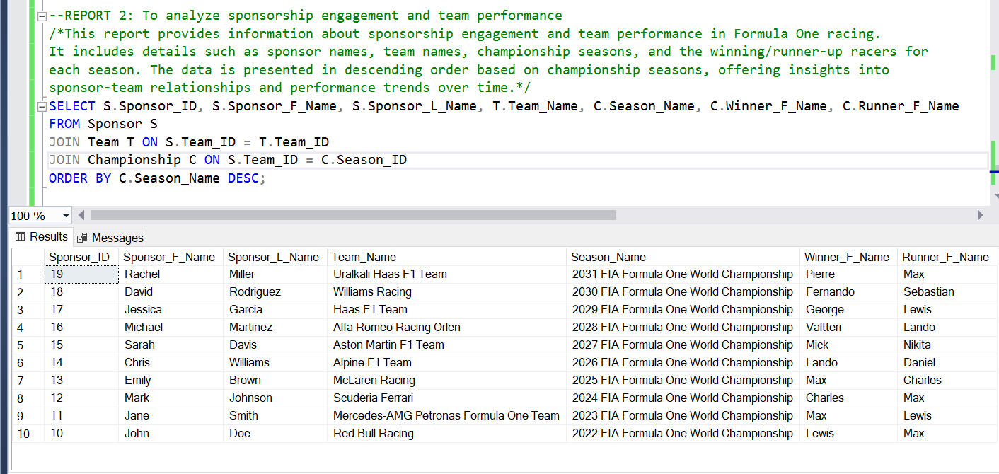 --REPORT 2: To analyze sponsorship engagement and team performance
/*This report provides information about sponsorship engagement and team performance in Formula One racing.
It includes details such as sponsor names, team names, championship seasons, and the winning/runner-up racers for
each season. The data is presented in descending order based on championship seasons, offering insights into
sponsor-team relationships and performance trends over time.*/
SELECT S.Sponsor_ID, S.Sponsor_F_Name, S.Sponsor_L_Name, T.Team_Name, C.Season_Name, C.Winner_F_Name, C.Runner_F_Name
FROM Sponsor S
JOIN Team T ON S.Team_ID = T.Team_ID
JOIN Championship C ON S.Team_ID = C.Season_ID
ORDER BY C.Season_Name DESC;
100 %
Results Messages
Sponsor_ID Sponsor_F_Name Sponsor_L_Name Team_Name Season_Name Winner_F_Name Runner_F_Name
1 19 Rachel Miller Uralkali Haas F1 Team 2031 FIA Formula One World Championship Pierre Max
2 18 David Rodriguez Williams Racing 2030 FIA Formula One World Championship Fernando Sebastian
3 17 Jessica Garcia Haas F1 Team 2029 FIA Formula One World Championship George Lewis
4 16 Michael Martinez Alfa Romeo Racing Orlen 2028 FIA Formula One World Championship Valtteri Lando
5 15 Sarah Davis Aston Martin F1 Team 2027 FIA Formula One World Championship Mick Nikita
6 14 Chris Williams Alpine F1 Team 2026 FIA Formula One World Championship Lando Daniel
7 13 Emily Brown McLaren Racing 2025 FIA Formula One World Championship Max Charles
8 12 Mark Johnson Scuderia Ferrari 2024 FIA Formula One World Championship Charles Max
9 11 Jane Smith Mercedes-AMG Petronas Formula One Team 2023 FIA Formula One World Championship Max Lewis
10 10 John Doe Red Bull Racing 2022 FIA Formula One World Championship Lewis Max